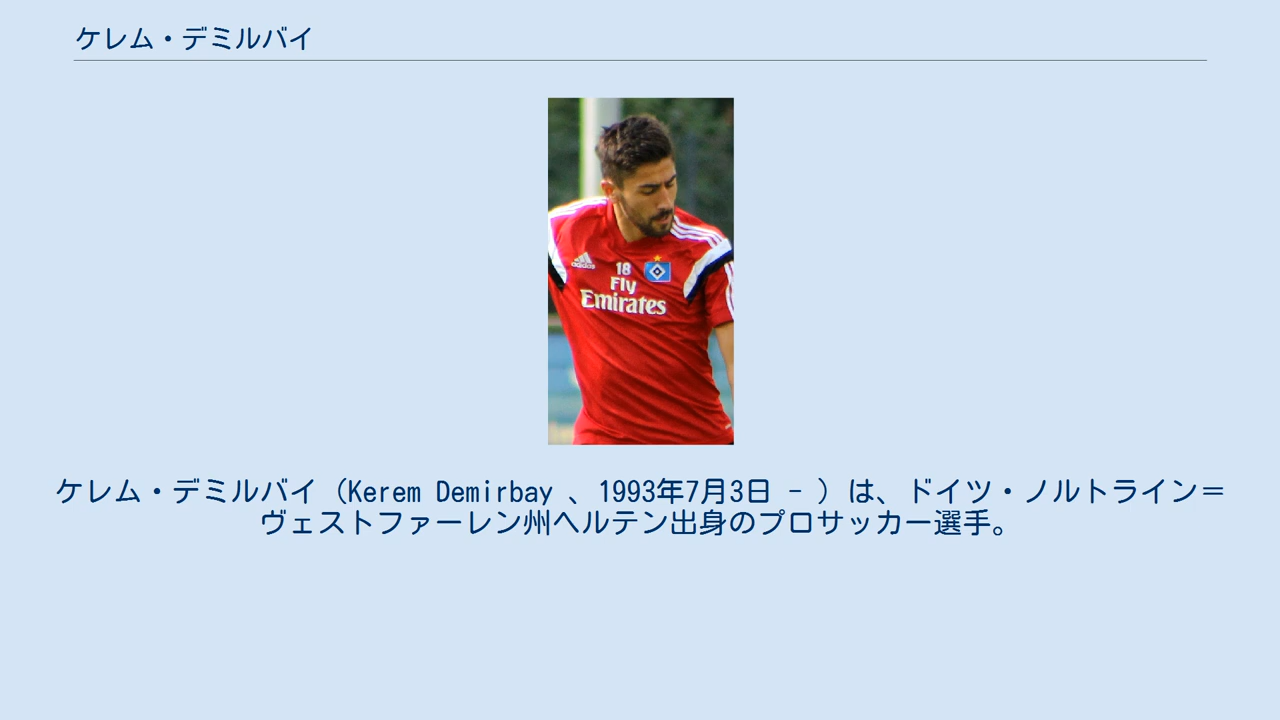 ケレム・デミルバイ
adidas
18
Fly
Emirates
ケレム・デミルバイ（Kerem Demirbay 、1993年7月3日 - ）は、ドイツ・ノルトライン＝
ヴェストファーレン州ヘルテン出身のプロサッカー選手。